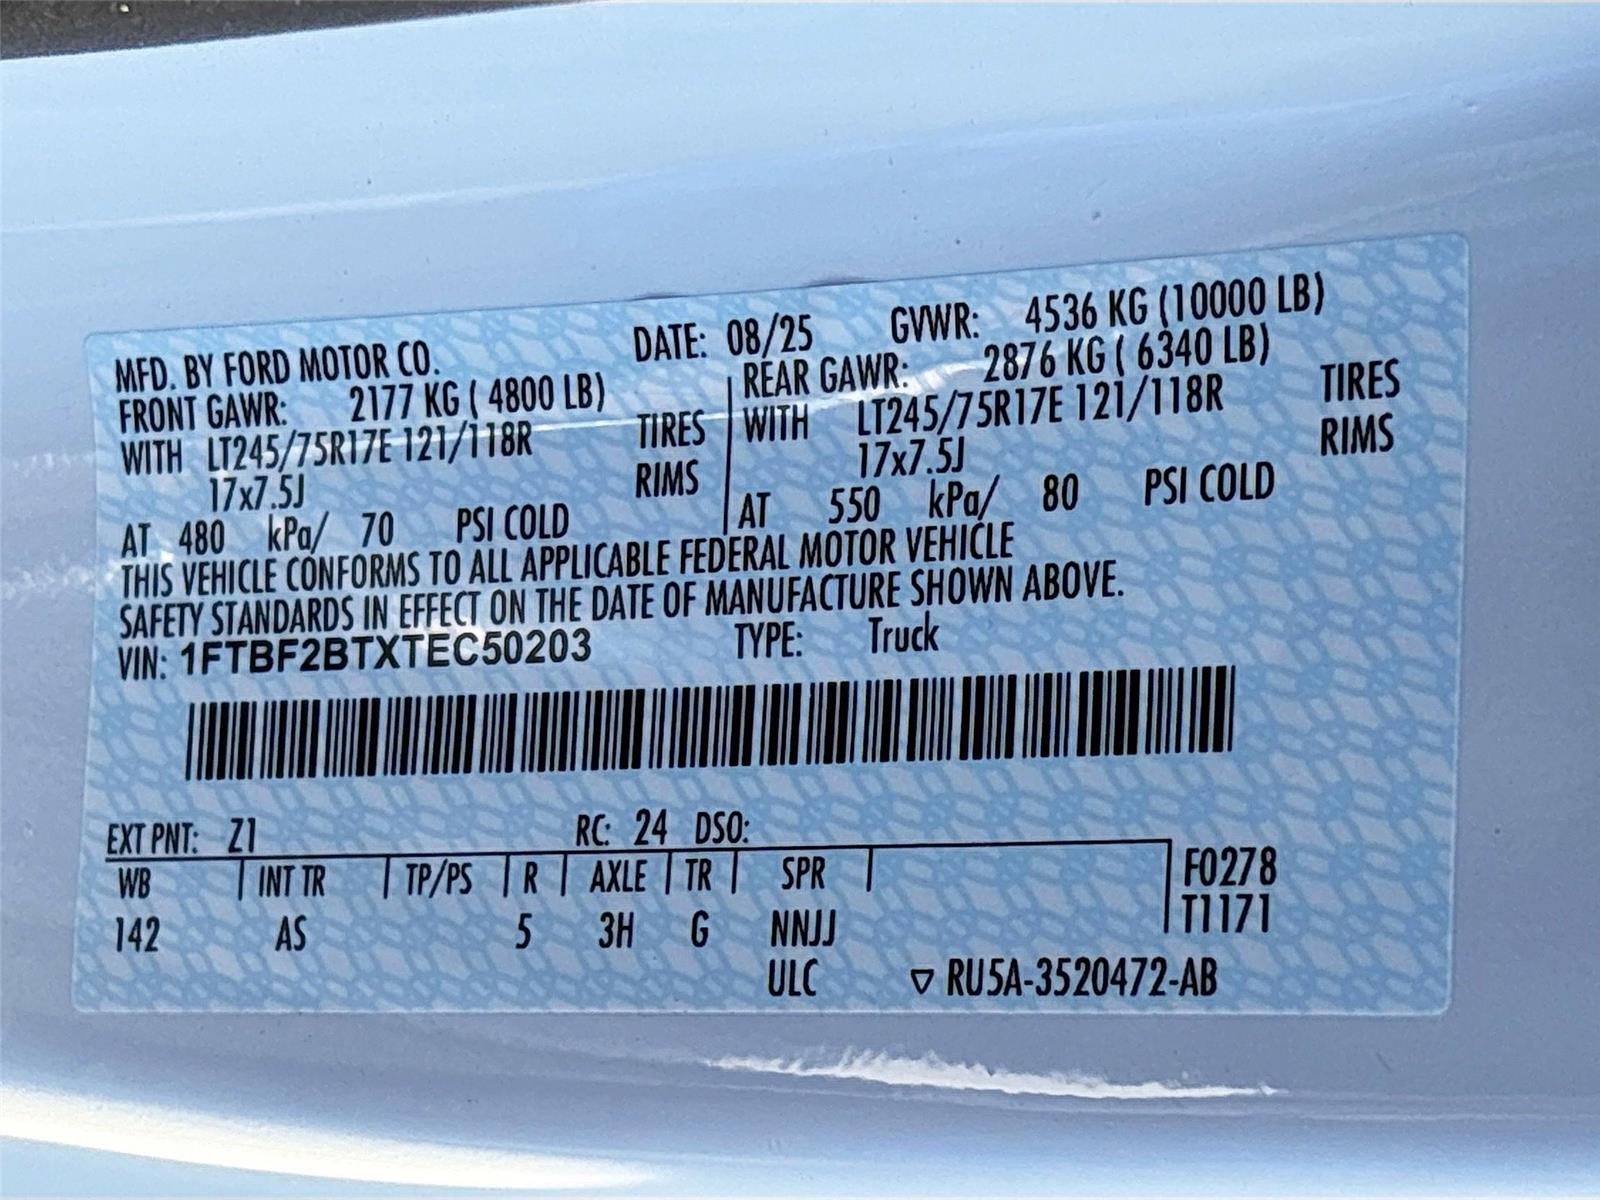 MFD. BY FORD MOTOR CO. DATE: 08/25 GVWR: 4536 KG (10000 LB)
FRONT GAWR: 2177 KG ( 4800 LB) REAR GAWR: 2876 KG ( 6340 LB)
WITH LT245/75R17E 121/118R TIRES WITH LT245/75R17E 121/118R TIRES
17x7.5J RIMS 17x7.5J RIMS
AT 480 kPa/ 70 PSI COLD AT 550 kPa/ 80 PSI COLD
THIS VEHICLE CONFORMS TO ALL APPLICABLE FEDERAL MOTOR VEHICLE
SAFETY STANDARDS IN EFFECT ON THE DATE OF MANUFACTURE SHOWN ABOVE.
VIN: 1FTBF2BTXTEC50203 TYPE: Truck
EXT PNT: Z1 RC: 24 DSO:
WB INT TR TP/PS R AXLE TR SPR F0278
142 AS 5 3H G NNJJ T1171
ULC ▽ RU5A-3520472-AB